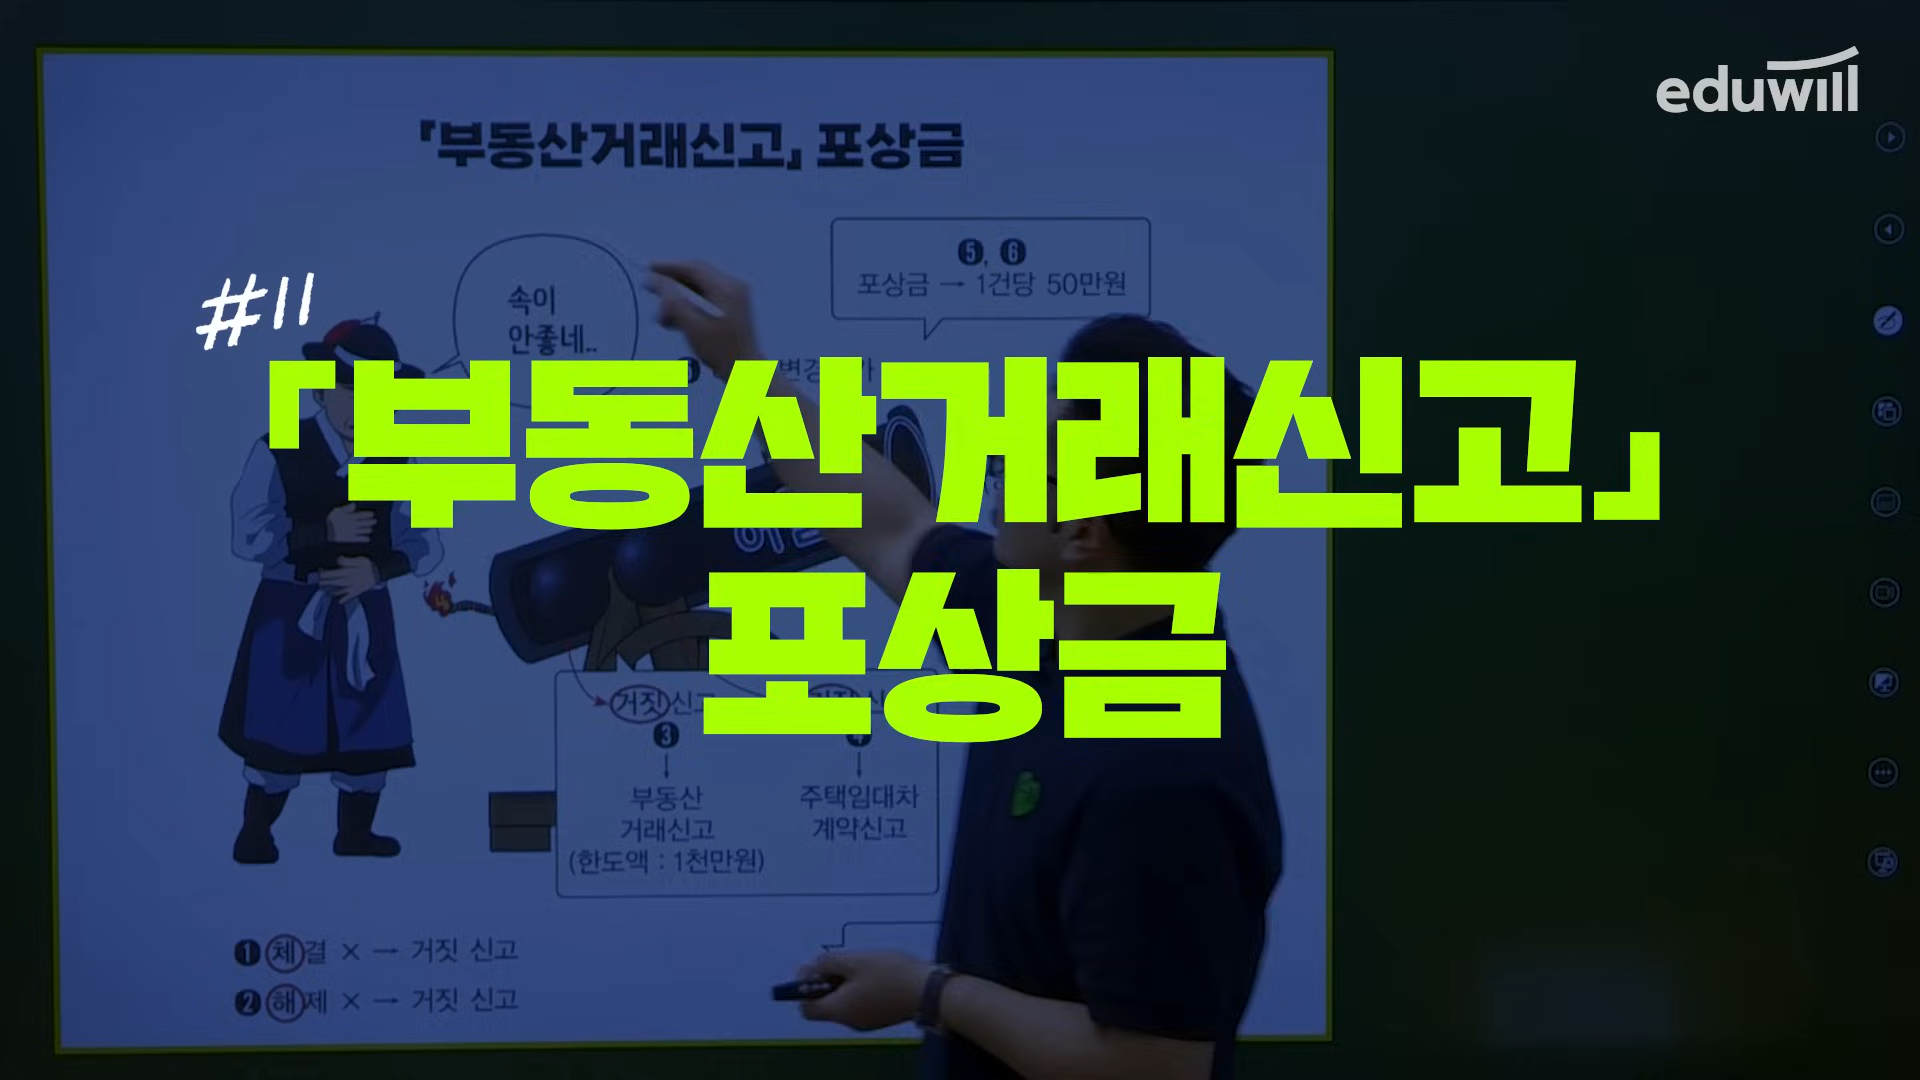 eduwill
「부동산거래신고」 포상금
❺, ❻
포상금 → 1건당 50만원
속이
안좋네..
#11
「부동산거래신고」
포상금
거짓 신고
❸
❹
부동산
거래신고
(한도액 : 1천만원)
주택임대차
계약신고
❶ 체결 × → 거짓 신고
❷ 해제 × → 거짓 신고